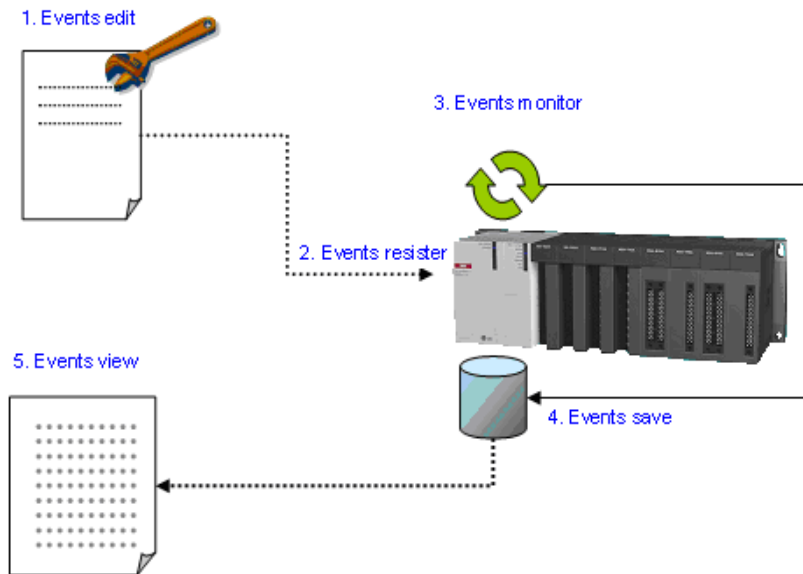 1. Events edit
3. Events monitor
2. Events resister
5. Events view
4. Events save